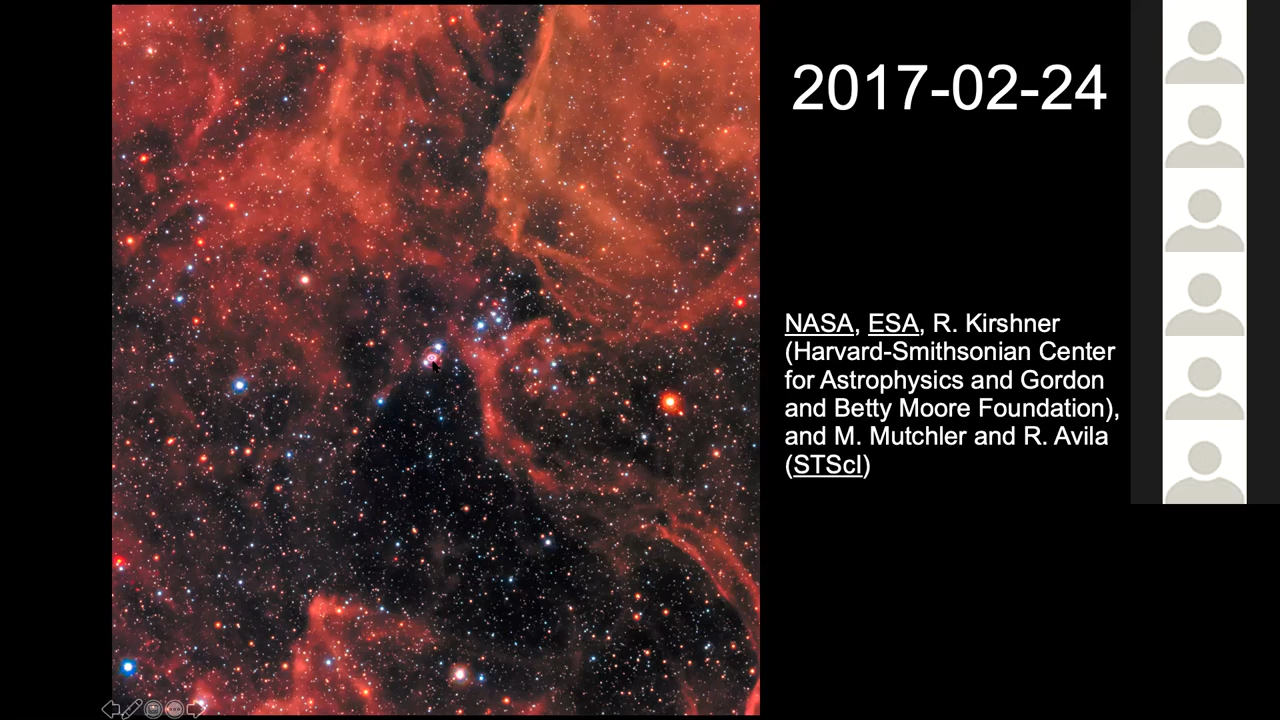 2017-02-24
NASA, ESA, R. Kirshner
(Harvard-Smithsonian Center
for Astrophysics and Gordon
and Betty Moore Foundation),
and M. Mutchler and R. Avila
(STScI)